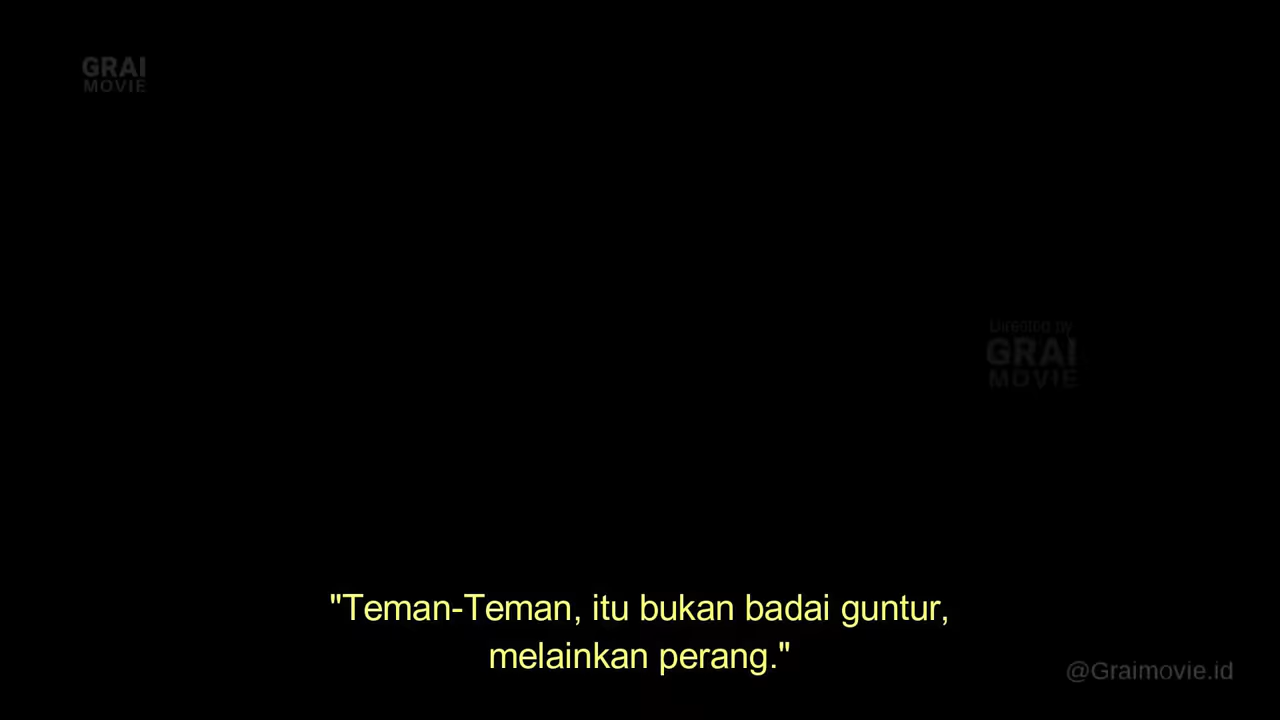 GRAI
MOVIE
Directed by
GRAI
MOVIE
"Teman-Teman, itu bukan badai guntur,
melainkan perang."
@Graimovie.id